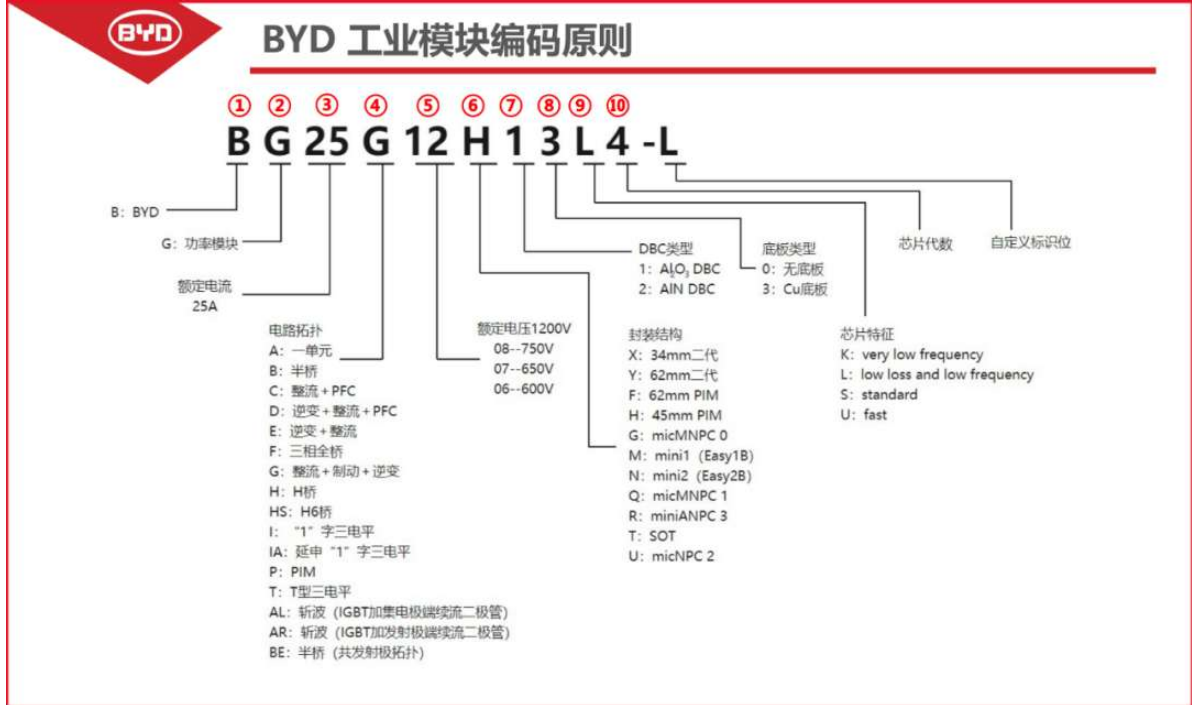 BYD
BYD 工业模块编码原则
① ② ③ ④ ⑤ ⑥ ⑦ ⑧ ⑨ ⑩
B G 25 G 12 H 1 3 L 4 -L
B: BYD
G: 功率模块
额定电流
25A
电路拓扑
A: 一单元
B: 半桥
C: 整流+PFC
D: 逆变+整流+PFC
E: 逆变+整流
F: 三相全桥
G: 整流+制动+逆变
H: H桥
HS: H6桥
I: “1”字三电平
IA: 延申“1”字三电平
P: PIM
T: T型三电平
AL: 斩波 (IGBT加集电极端续流二极管)
AR: 斩波 (IGBT加发射极端续流二极管)
BE: 半桥 (共发射极拓扑)
额定电压1200V
08--750V
07--650V
06--600V
DBC类型
1: Al₂O₃ DBC
2: AlN DBC
底板类型
0: 无底板
3: Cu底板
封装结构
X: 34mm二代
Y: 62mm二代
F: 62mm PIM
H: 45mm PIM
G: micMNPC 0
M: mini1 (Easy1B)
N: mini2 (Easy2B)
Q: micMNPC 1
R: miniANPC 3
T: SOT
U: micNPC 2
芯片代数
自定义标识位
芯片特征
K: very low frequency
L: low loss and low frequency
S: standard
U: fast